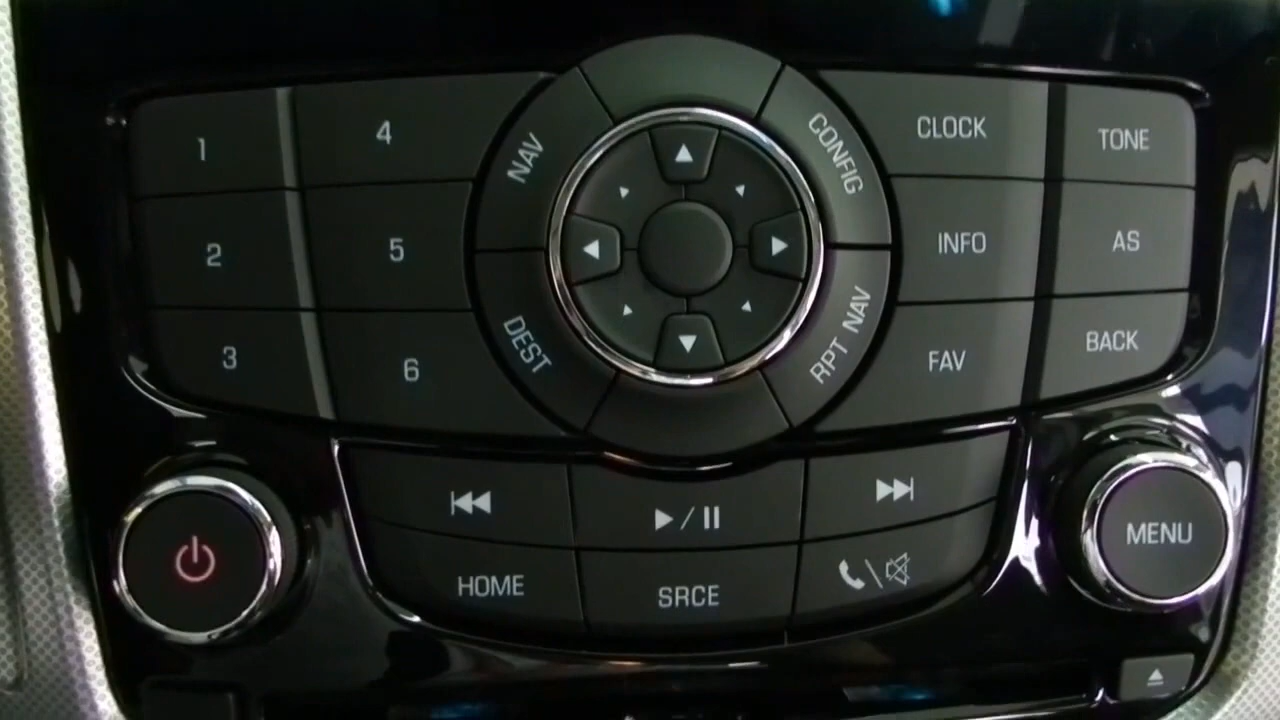 1
4
NAV
CONFIG
CLOCK
TONE
2
5
INFO
AS
3
6
DEST
RPT NAV
FAV
BACK
HOME
SRCE
MENU